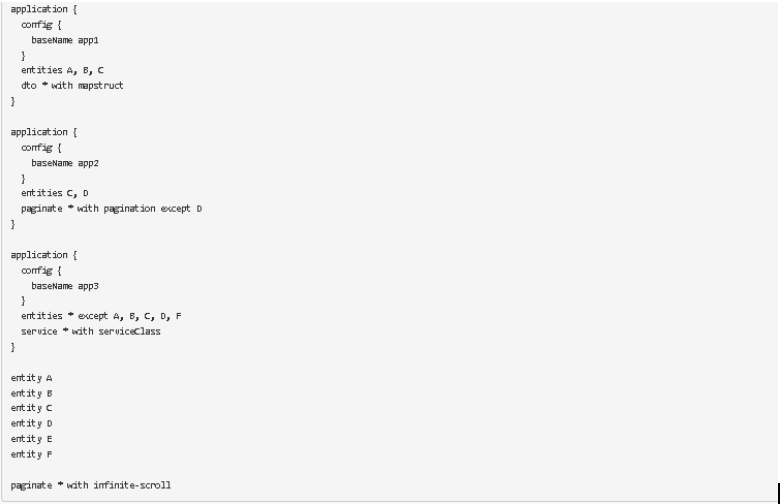 application {
  config {
    baseName app1
  }
  entities A, B, C
  dto * with mapstruct
}

application {
  config {
    baseName app2
  }
  entities C, D
  paginate * with pagination except D
}

application {
  config {
    baseName app3
  }
  entities * except A, B, C, D, F
  service * with serviceClass
}

entity A
entity B
entity C
entity D
entity E
entity F

paginate * with infinite-scroll